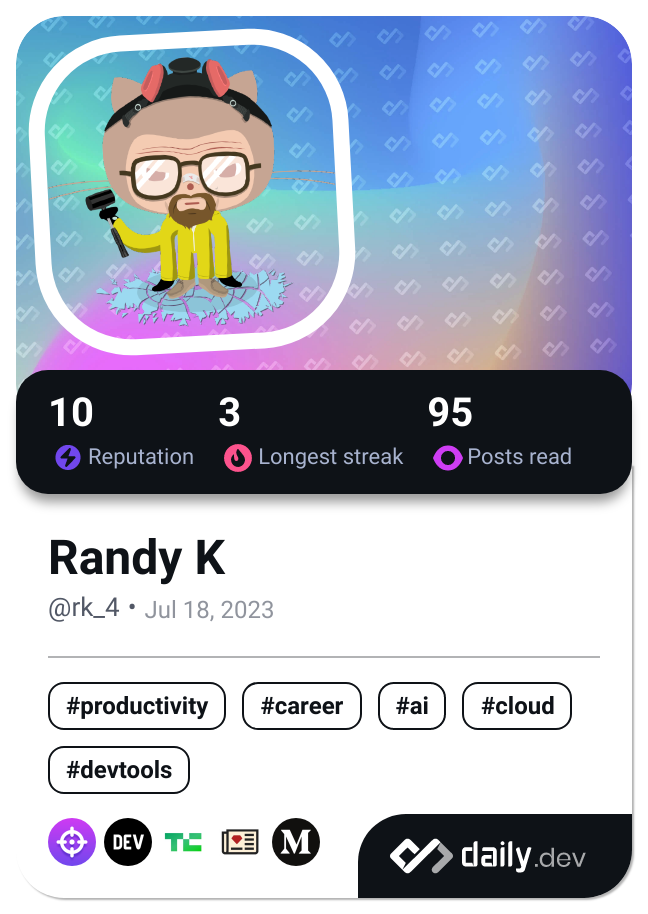 10 3 95
Reputation Longest streak Posts read
Randy K
@rk_4 • Jul 18, 2023
#productivity #career #ai #cloud
#devtools
DEV TC M
daily.dev